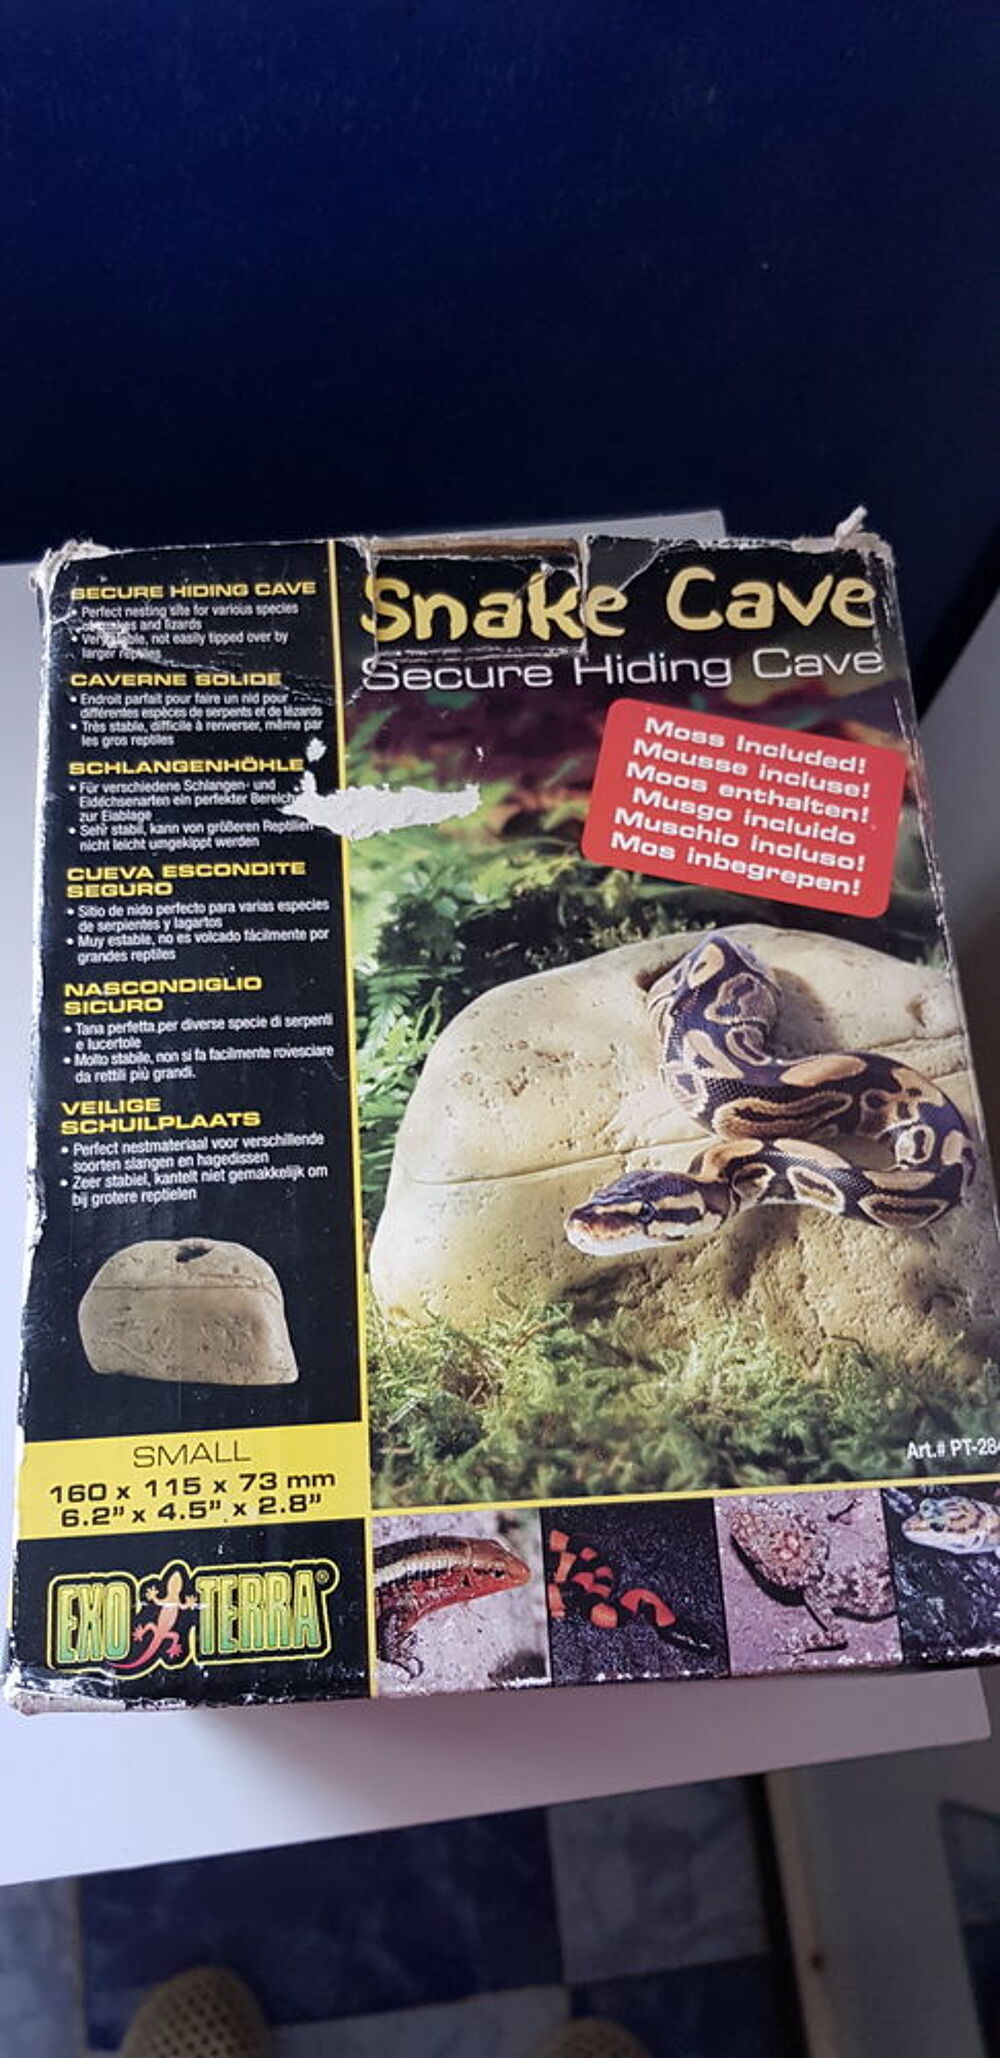 SECURE HIDING CAVE
• Perfect nesting site for various species
and lizards
• not easily tipped over by
larger reptiles
CAVERNE SOLIDE
• Endroit parfait pour faire un nid pour
différentes espèces de serpents et de lézards
• Très stable, difficile à renverser, même par
les gros reptiles
SCHLANGENHÖHLE
• Für verschiedene Schlangen- und
Eidechsenarten ein perfekter Bereich
zur Eiablage
• Sehr stabil, kann von größeren Reptilien
nicht leicht umgekippt werden
CUEVA ESCONDITE
SEGURO
• Sitio de nido perfecto para varias especies
de serpientes y lagartos
• Muy estable, no es volcado fácilmente por
grandes reptiles
NASCONDIGLIO
SICURO
• Tana perfetta per diverse specie di serpenti
e lucertole
• Molto stabile, non si fa facilmente rovesciare
da rettili più grandi.
VEILIGE
SCHUILPLAATS
• Perfect nestmateriaal voor verschillende
soorten slangen en hagedissen
• Zeer stabiel, kantelt niet gemakkelijk om
bij grotere reptielen
SMALL
160 x 115 x 73 mm
6.2" x 4.5" x 2.8"
EXO TERRA®
Snake Cave
Secure Hiding Cave
Moss Included!
Mousse incluse!
Moos enthalten!
Musgo incluido
Muschio incluso!
Mos inbegrepen!
Art.# PT-28